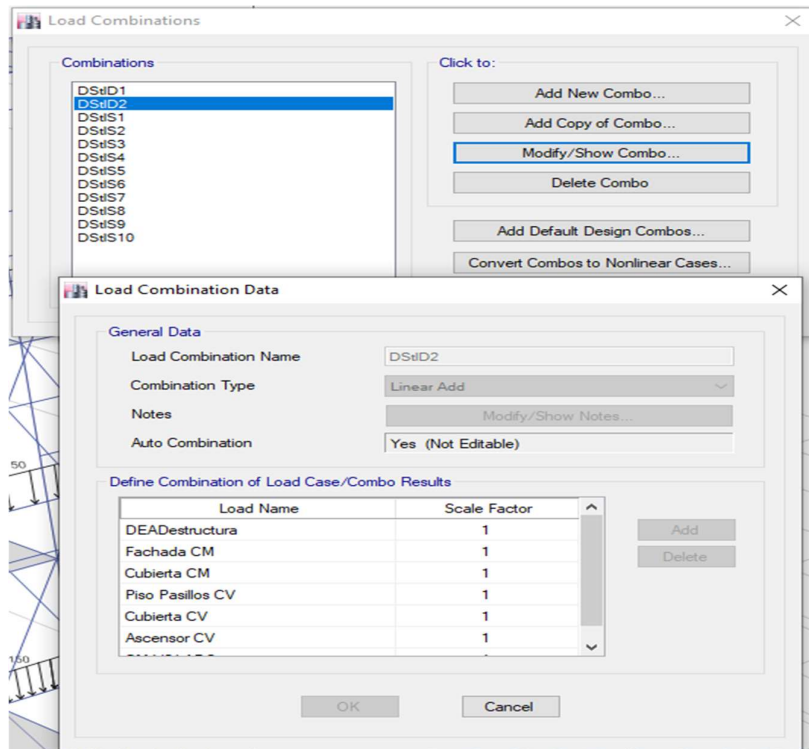 Load Combinations
Combinations
Click to:
DStlD1
DStlD2
DStlS1
DStlS2
DStlS3
DStlS4
DStlS5
DStlS6
DStlS7
DStlS8
DStlS9
DStlS10
Add New Combo...
Add Copy of Combo...
Modify/Show Combo...
Delete Combo
Add Default Design Combos...
Convert Combos to Nonlinear Cases...
Load Combination Data
General Data
Load Combination Name DStlD2
Combination Type Linear Add
Notes Modify/Show Notes...
Auto Combination Yes (Not Editable)
50
Define Combination of Load Case/Combo Results
Load Name Scale Factor
DEADestructura 1
Fachada CM 1
Cubierta CM 1
Piso Pasillos CV 1
Cubierta CV 1
Ascensor CV 1
Add
Delete
150
OK Cancel